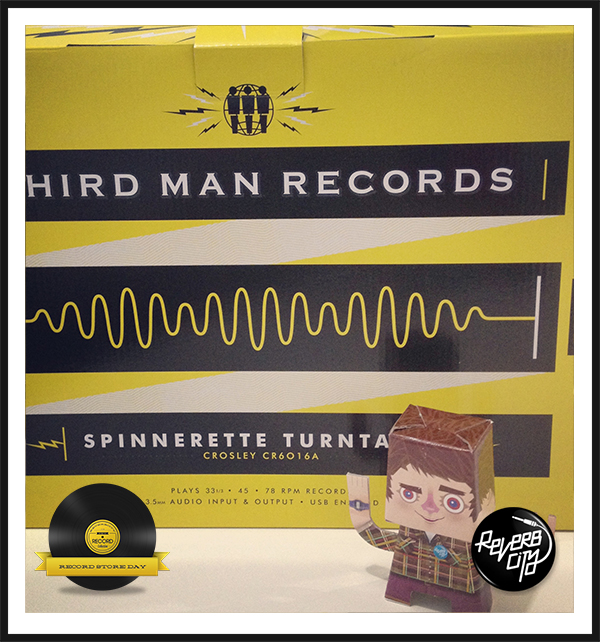 HIRD MAN RECORDS
SPINNERETTE TURNTA
CROSLEY CR6016A
PLAYS 33 1/3 • 45 • 78 RPM RECORD
3.5MM AUDIO INPUT & OUTPUT • USB EN
RECORD
RECORD STORE DAY
REVERB
CITY